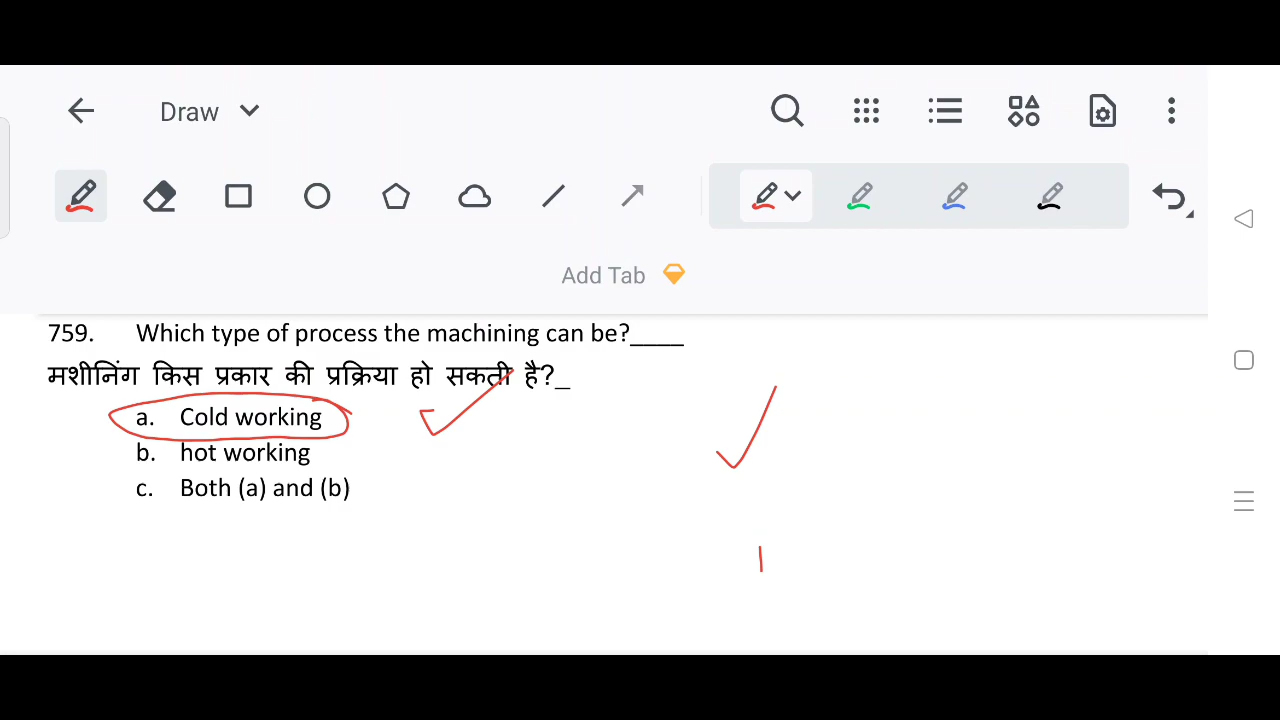 Draw
Add Tab
759. Which type of process the machining can be?____
मशीनिंग किस प्रकार की प्रक्रिया हो सकती है?_
a. Cold working
b. hot working
c. Both (a) and (b)